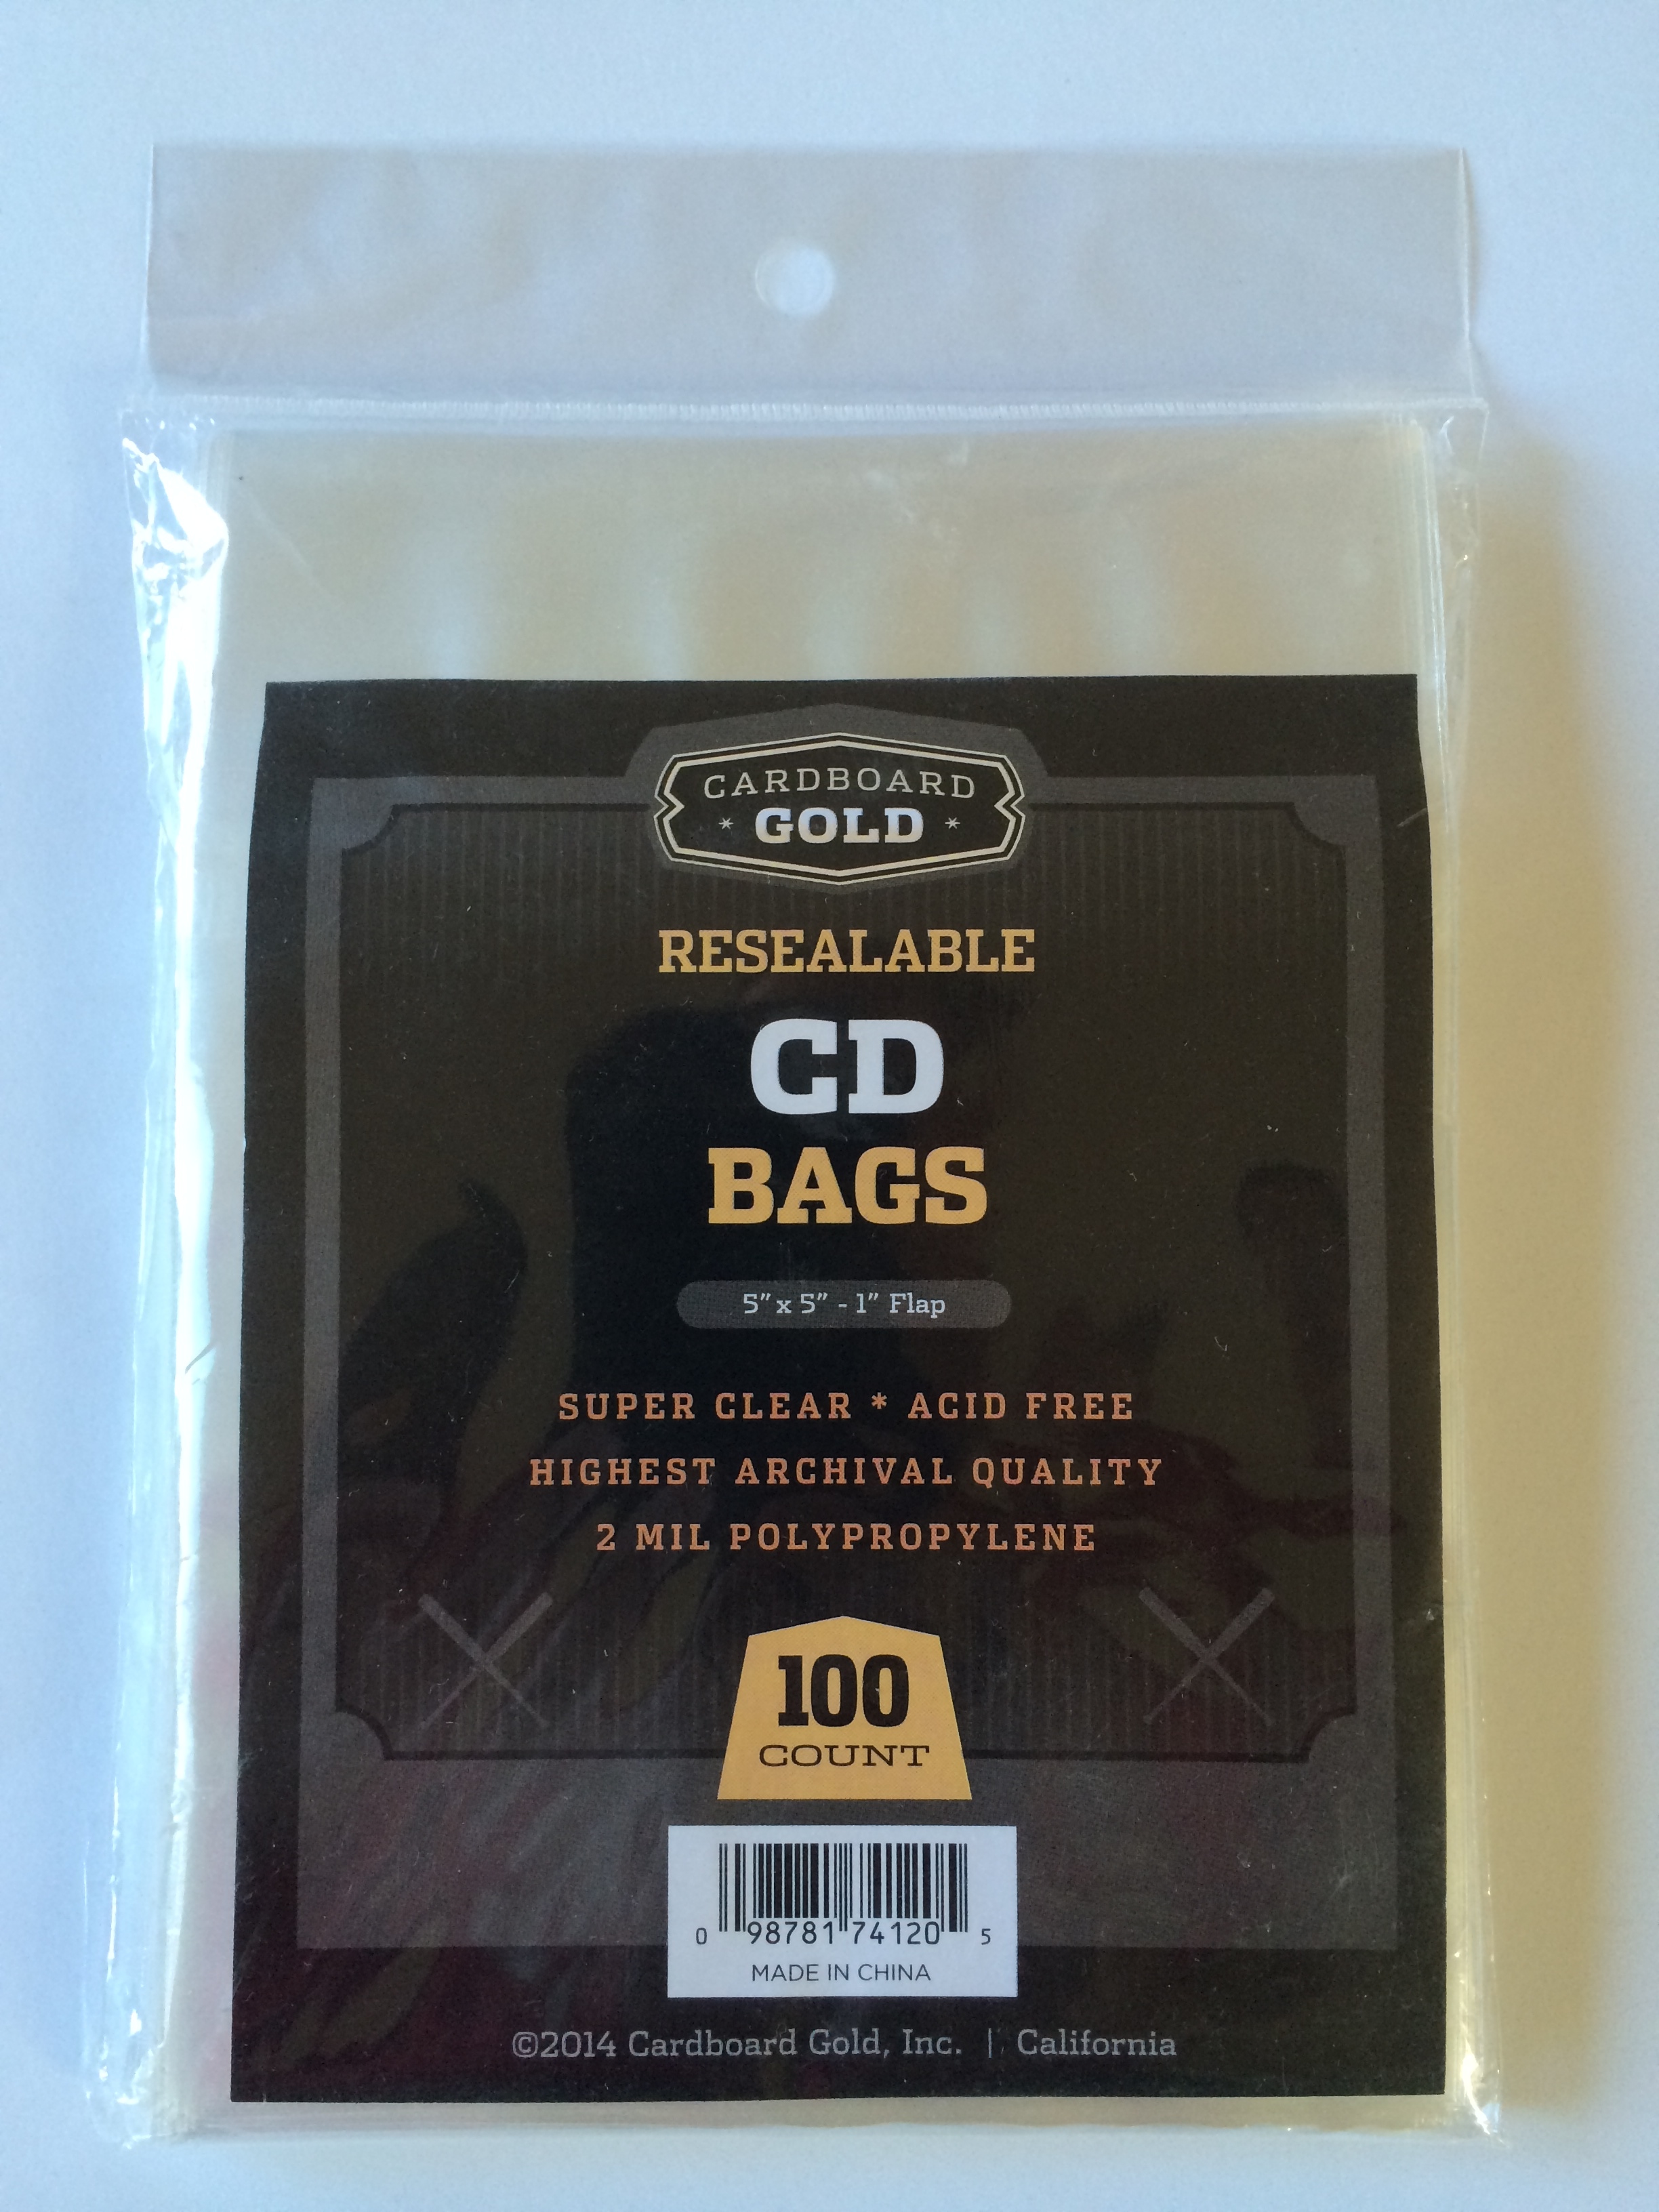 CARDBOARD
* GOLD *
RESEALABLE
CD
BAGS
5" x 5" - 1" Flap
SUPER CLEAR * ACID FREE
HIGHEST ARCHIVAL QUALITY
2 MIL POLYPROPYLENE
100
COUNT
0 98781 74120 5
MADE IN CHINA
©2014 Cardboard Gold, Inc. | California